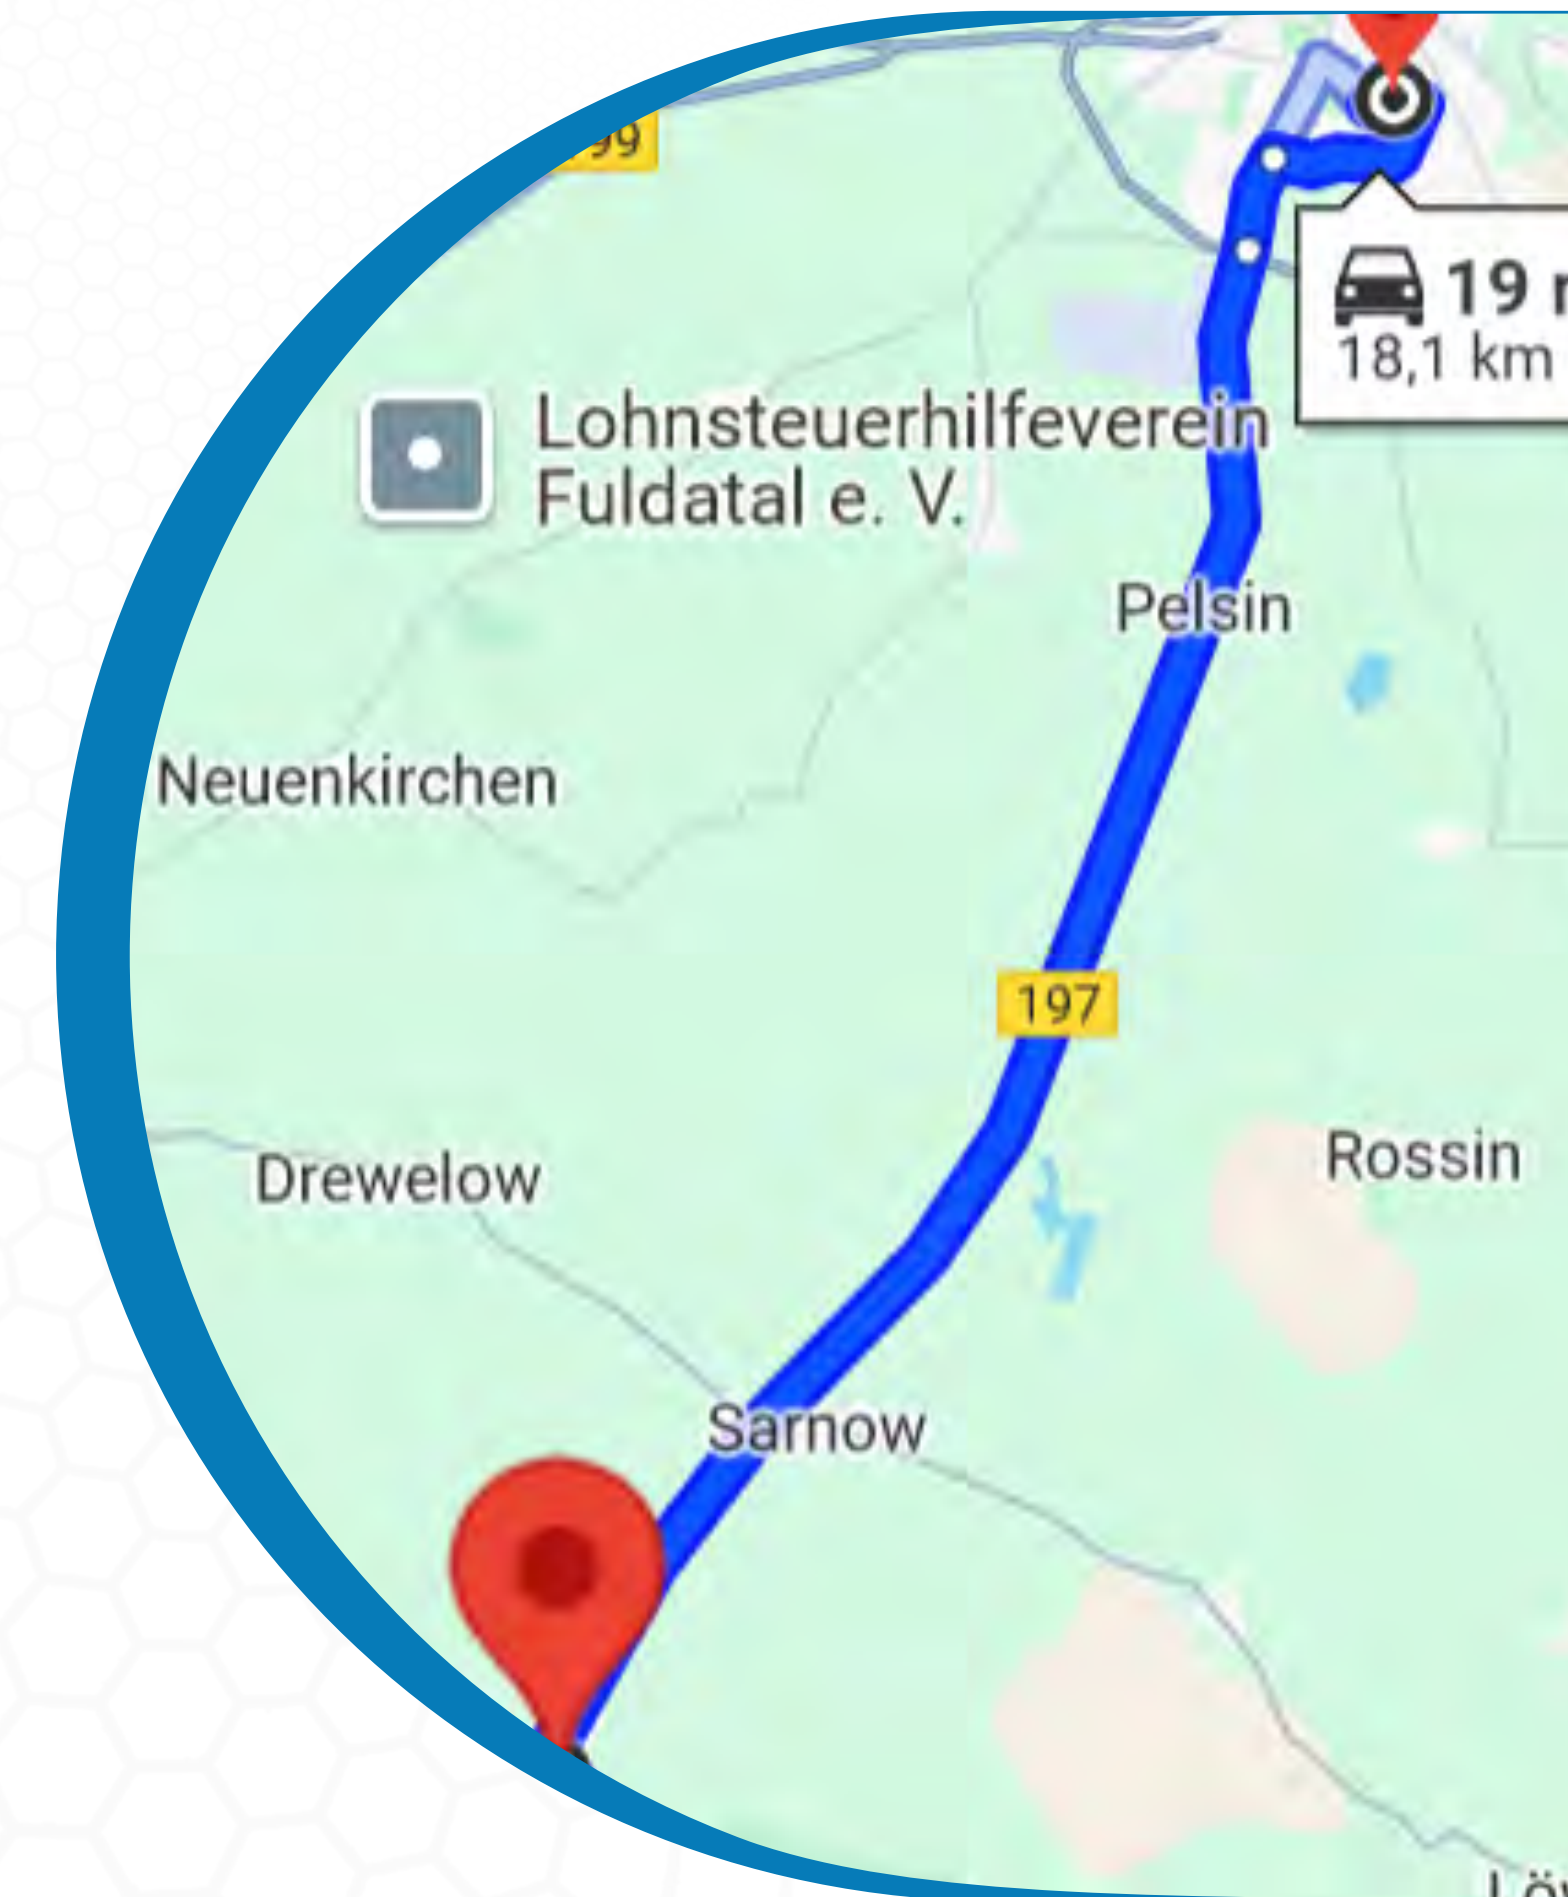 99
19
18,1 km
Lohnsteuerhilfeverein
Fuldatal e. V.
Pelsin
Neuenkirchen
197
Rossin
Drewelow
Sarnow